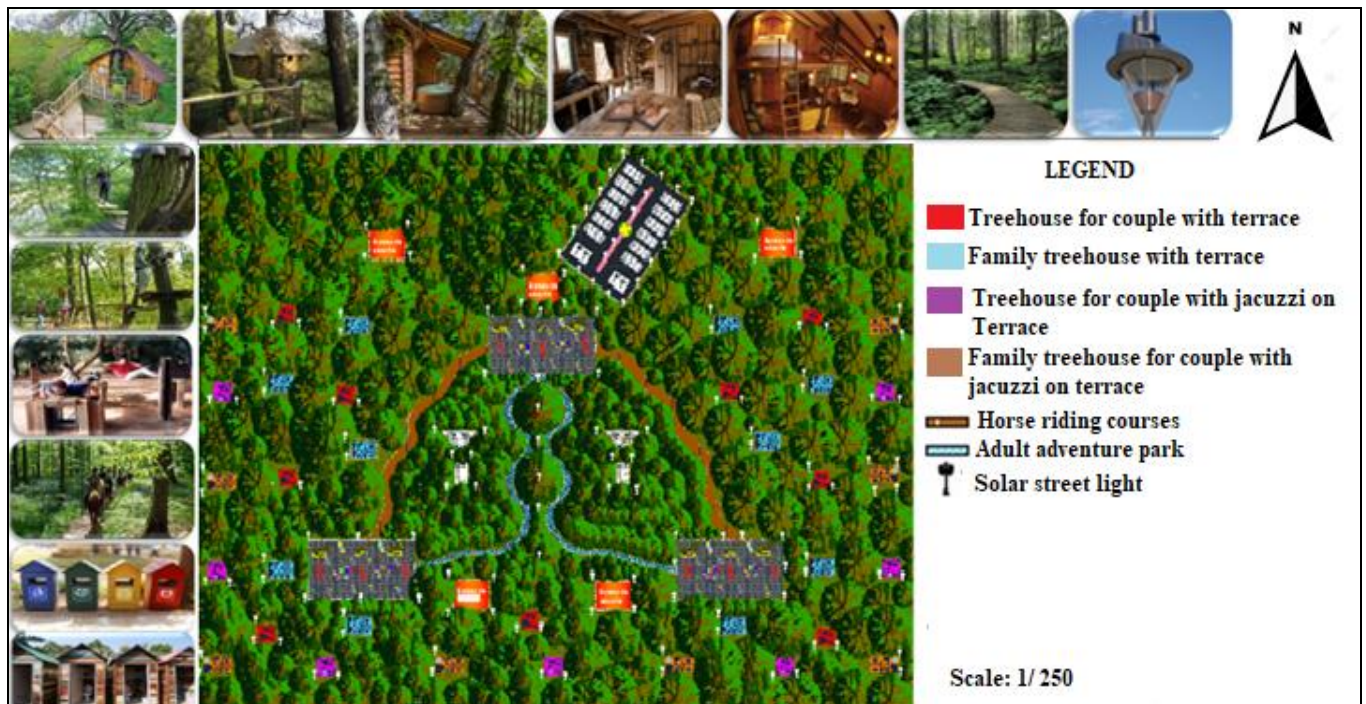 N
LEGEND
Treehouse for couple with terrace
Family treehouse with terrace
Treehouse for couple with jacuzzi on
Terrace
Family treehouse for couple with
jacuzzi on terrace
Horse riding courses
Adult adventure park
Solar street light
Scale: 1/ 250